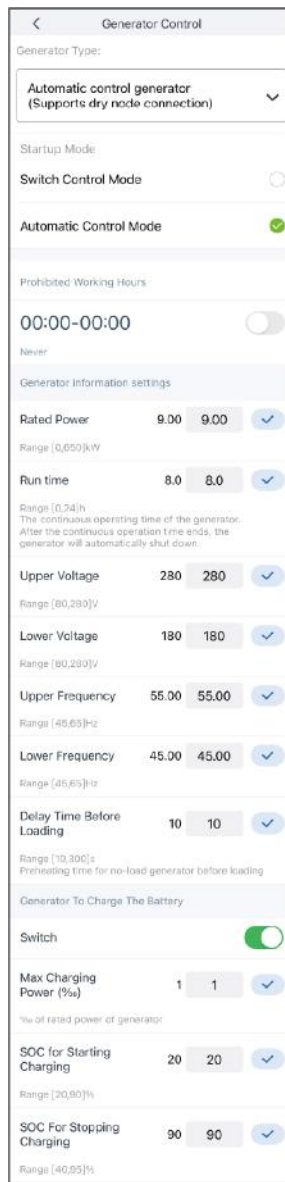 Generator Control
Generator Type:
Automatic control generator
(Supports dry node connection)
Startup Mode
Switch Control Mode
Automatic Control Mode
Prohibited Working Hours
00:00-00:00
Never
Generator information settings
Rated Power 9.00 9.00
Range [0,650]kW
Run time 8.0 8.0
Range [0,24]h
The continuous operating time of the generator.
After the continuous operation time ends, the
generator will automatically shut down.
Upper Voltage 280 280
Range [80,280]V
Lower Voltage 180 180
Range [80,280]V
Upper Frequency 55.00 55.00
Range [45,65]Hz
Lower Frequency 45.00 45.00
Range [45,65]Hz
Delay Time Before
Loading 10 10
Range [10,300]s
Preheating time for no-load generator before loading
Generator To Charge The Battery
Switch
Max Charging
Power (‰) 1 1
‰ of rated power of generator
SOC for Starting
Charging 20 20
Range [20,90]%
SOC For Stopping
Charging 90 90
Range [40,95]%